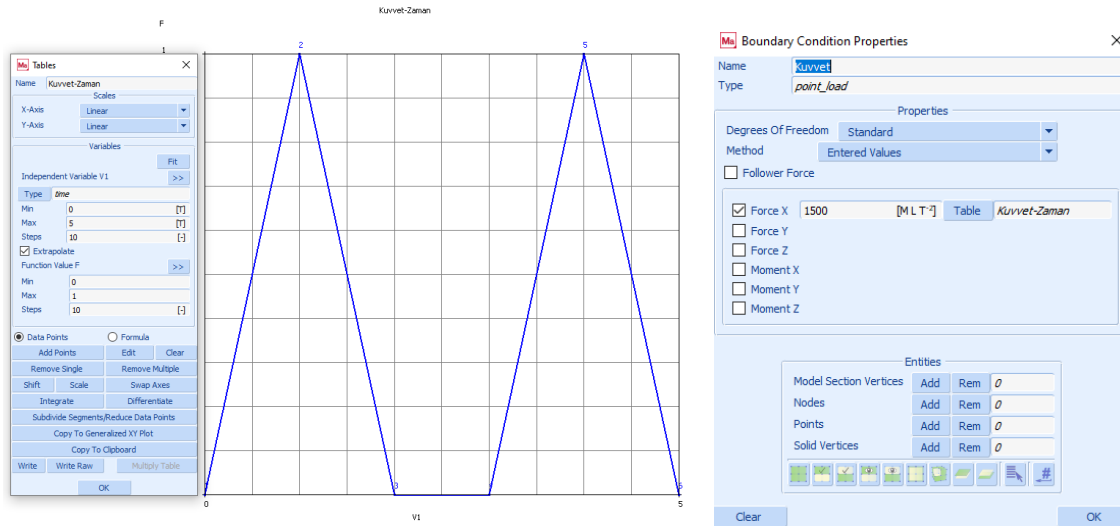 Kuvvet-Zaman
F
1
2
5
3
5
0
5
V1
Tables
Name Kuvvet-Zaman
Scales
X-Axis Linear
Y-Axis Linear
Variables
Fit
Independent Variable V1 >>
Type time
Min 0 [T]
Max 5 [T]
Steps 10 [-]
Extrapolate
Function Value F >>
Min 0
Max 1
Steps 10 [-]
Data Points Formula
Add Points Edit Clear
Remove Single Remove Multiple
Shift Scale Swap Axes
Integrate Differentiate
Subdivide Segments/Reduce Data Points
Copy To Generalized XY Plot
Copy To Clipboard
Write Write Raw Multiply Table
OK
Boundary Condition Properties
Name Kuvvet
Type point_load
Properties
Degrees Of Freedom Standard
Method Entered Values
Follower Force
Force X 1500 [M L T⁻²] Table Kuvvet-Zaman
Force Y
Force Z
Moment X
Moment Y
Moment Z
Entities
Model Section Vertices Add Rem 0
Nodes Add Rem 0
Points Add Rem 0
Solid Vertices Add Rem 0
Clear OK